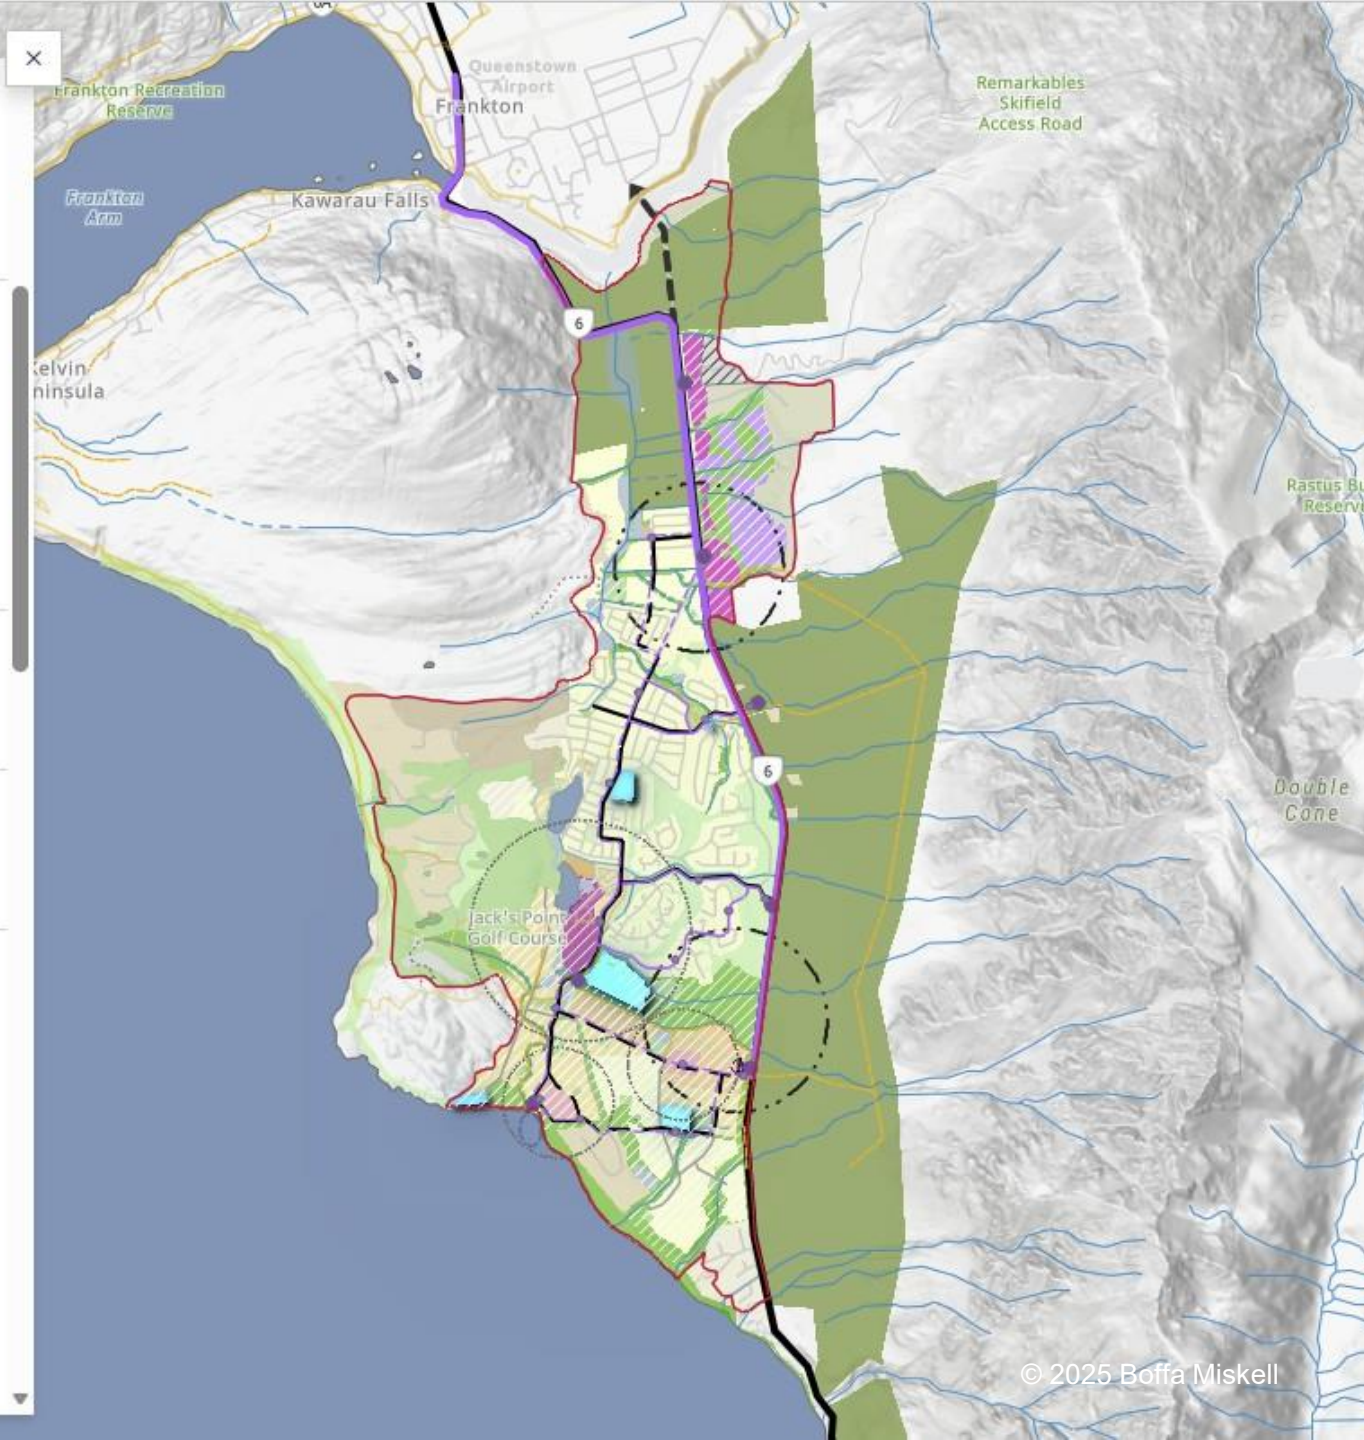 6A
×
Queenstown
Airport
Frankton
Frankton Recreation
Reserve
Remarkables
Skifield
Access Road
Frankton
Arm
Kawarau Falls
6
Kelvin
ninsula
Rastus Bu
Reserve
6
Double
Cone
Jack's Point
Golf Course
© 2025 Boffa Miskell